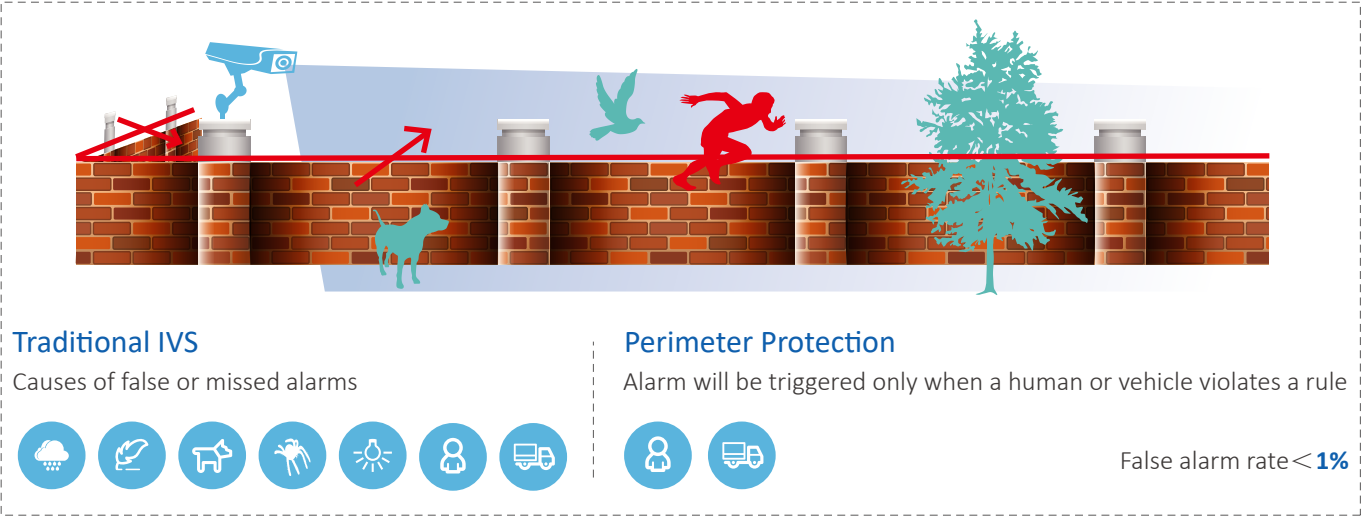 Traditional IVS
Causes of false or missed alarms
Perimeter Protection
Alarm will be triggered only when a human or vehicle violates a rule
False alarm rate＜1%